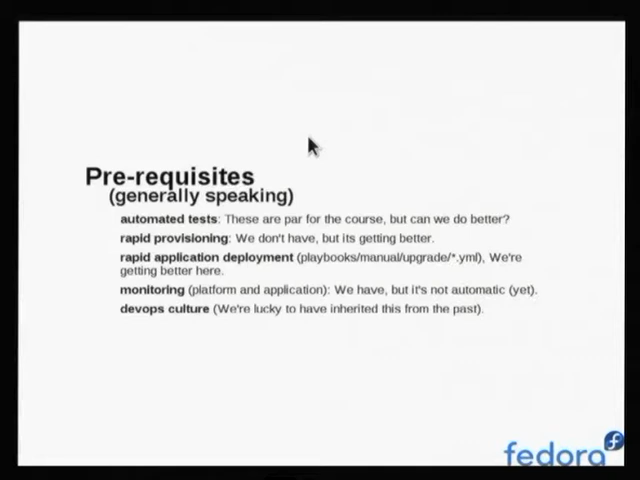 Pre-requisites
(generally speaking)
automated tests: These are par for the course, but can we do better?
rapid provisioning: We don't have, but its getting better.
rapid application deployment (playbooks/manual/upgrade/*.yml), We're
getting better here.
monitoring (platform and application): We have, but it's not automatic (yet).
devops culture (We're lucky to have inherited this from the past).
fedora